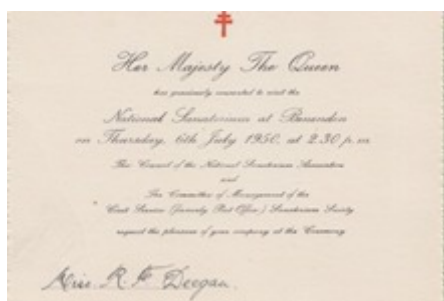 Her Majesty The Queen
has graciously consented to visit the
National Sanatorium at Benenden
on Thursday, 6th July 1950, at 2.30 p.m
The Council of the National Sanatorium Association
and
The Committee of Management of the
Civil Service (formerly Post Office) Sanatorium Society
request the pleasure of your company at the Ceremony
Miss R F Deegan.